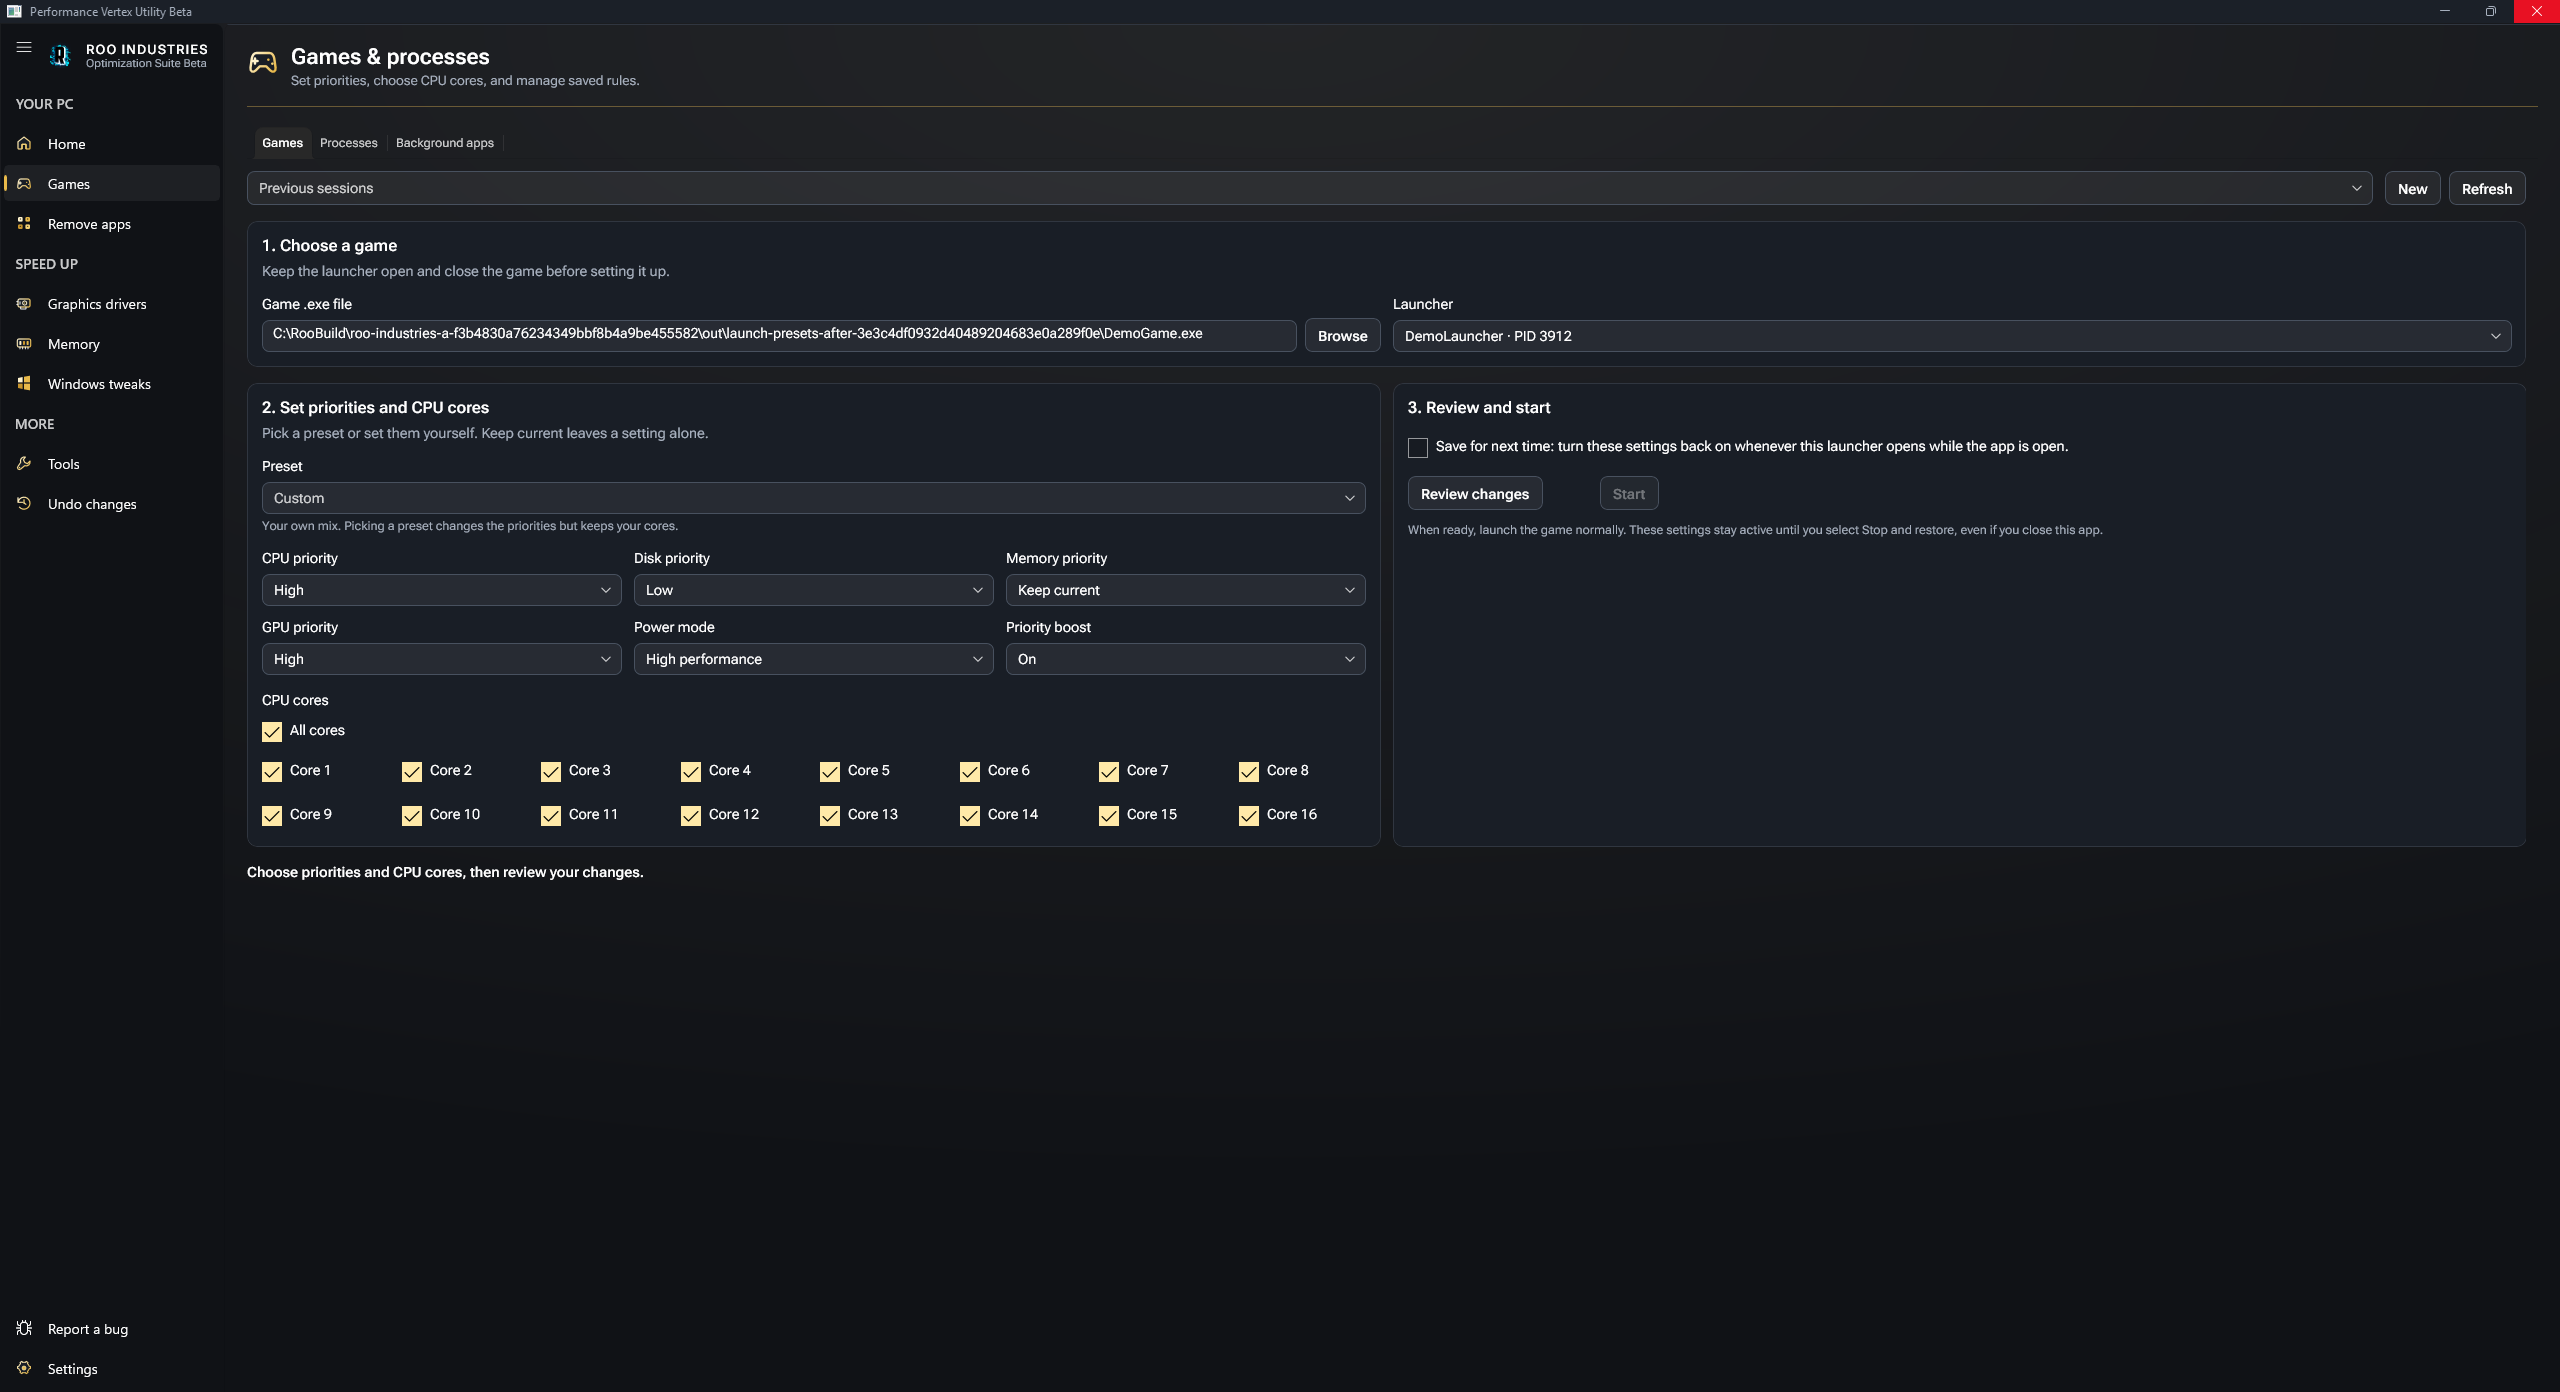 Performance Vertex Utility Beta
ROO INDUSTRIES
Optimization Suite Beta
YOUR PC
Home
Games
Remove apps
SPEED UP
Graphics drivers
Memory
Windows tweaks
MORE
Tools
Undo changes
Report a bug
Settings
Games & processes
Set priorities, choose CPU cores, and manage saved rules.
Games Processes Background apps
Previous sessions New Refresh
1. Choose a game
Keep the launcher open and close the game before setting it up.
Game .exe file Launcher
C:\RooBuild\roo-industries-a-f3b4830a76234349bbf8b4a9be455582\out\launch-presets-after-3e3c4df0932d40489204683e0a289f0e\DemoGame.exe Browse DemoLauncher · PID 3912
2. Set priorities and CPU cores
Pick a preset or set them yourself. Keep current leaves a setting alone.
Preset
Custom
Your own mix. Picking a preset changes the priorities but keeps your cores.
CPU priority Disk priority Memory priority
High Low Keep current
GPU priority Power mode Priority boost
High High performance On
CPU cores
All cores
Core 1 Core 2 Core 3 Core 4 Core 5 Core 6 Core 7 Core 8
Core 9 Core 10 Core 11 Core 12 Core 13 Core 14 Core 15 Core 16
3. Review and start
Save for next time: turn these settings back on whenever this launcher opens while the app is open.
Review changes Start
When ready, launch the game normally. These settings stay active until you select Stop and restore, even if you close this app.
Choose priorities and CPU cores, then review your changes.